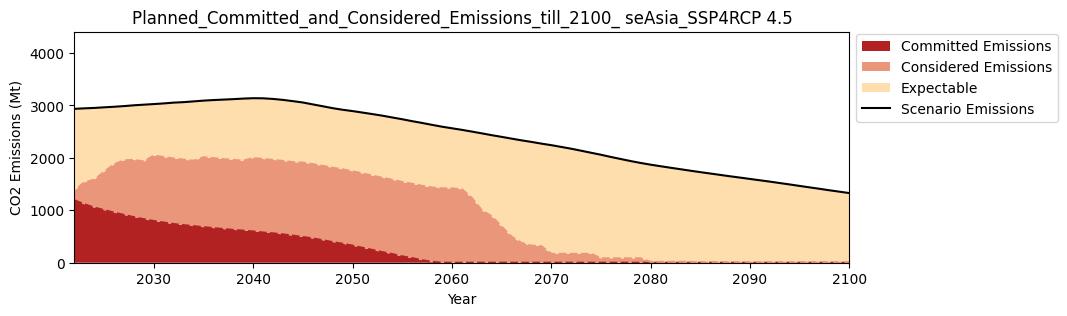 Planned_Committed_and_Considered_Emissions_till_2100_ seAsia_SSP4RCP 4.5
4000
3000
2000
1000
0
CO2 Emissions (Mt)
2030 2040 2050 2060 2070 2080 2090 2100
Year
Committed Emissions
Considered Emissions
Expectable
Scenario Emissions